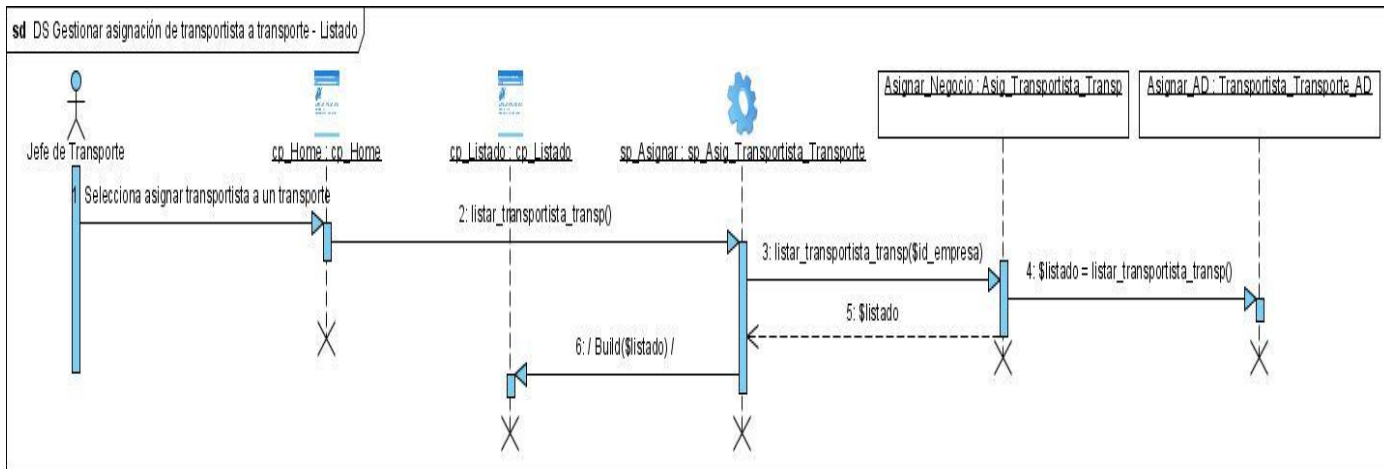 sd DS Gestionar asignación de transportista a transporte - Listado
Jefe de Transporte
cp_Home : cp_Home
cp_Listado : cp_Listado
sp_Asignar : sp_Asig_Transportista_Transporte
Asignar_Negocio : Asig_Transportista_Transp
Asignar_AD : Transportista_Transporte_AD
1 Selecciona asignar transportista a un transporte
2: listar_transportista_transp()
3: listar_transportista_transp($id_empresa)
4: $listado = listar_transportista_transp()
5: $listado
6: / Build($listado) /